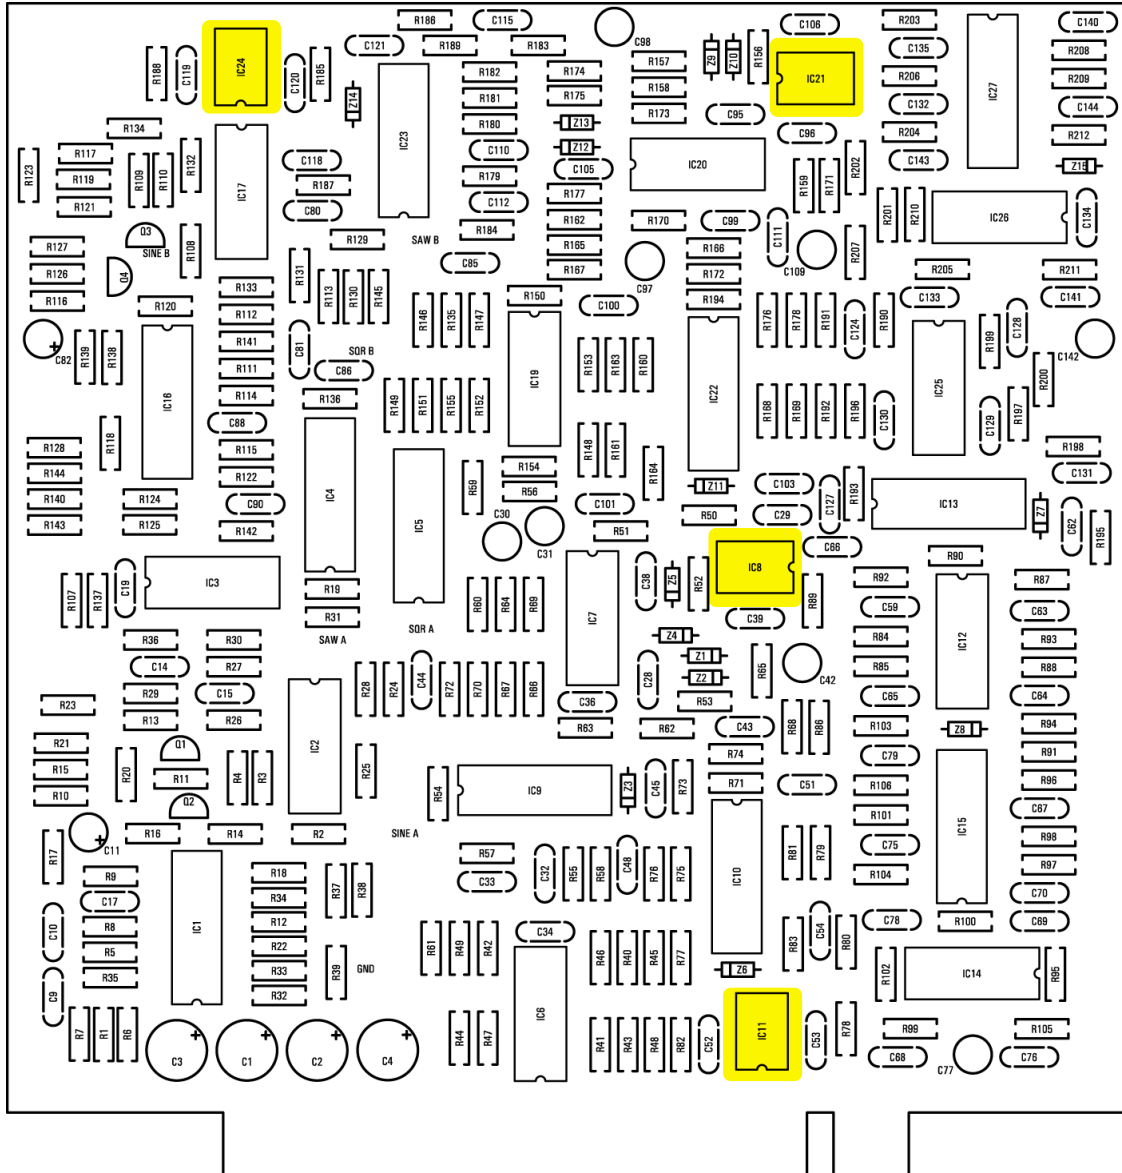 R186
C115
C98
C106
R203
C140
C121
R189
R183
Z9
Z10
R156
C135
R208
R188
C119
IC24
C120
R185
Z14
IC23
R182
R174
R157
IC21
R206
IC27
R209
R181
R175
R158
C132
C144
R180
Z13
R173
C95
C96
R204
R212
R134
C110
Z12
IC20
C143
Z15
R123
R117
R109
R110
R132
IC17
C118
R179
C105
R159
R171
R202
R119
R187
R177
R121
C80
C112
R162
R170
C99
C111
R201
R210
IC26
C134
Q3
SINE B
R108
R129
SAW B
R184
R165
R166
C109
R207
R127
R126
Q4
R131
C85
R167
C97
R172
R205
R211
R116
R133
R113
R130
R145
R150
C100
R194
C133
C141
R120
R112
R146
R135
R147
IC19
R176
R178
R191
C124
R190
R199
C128
C82
R139
R138
IC16
R141
C81
SQR B
R153
R163
R160
IC22
IC25
C142
R111
C86
R200
R114
R136
R149
R151
R155
R152
R168
R169
R192
R196
C130
C129
R197
C88
R128
R118
R115
IC4
IC5
R59
R148
R161
R164
R198
R144
R122
R154
Z11
C103
C127
R193
C131
R140
R124
C90
R56
C101
R50
C29
IC13
Z7
C62
R143
R125
R142
C30
C31
R51
C66
R195
IC3
IC7
C38
Z5
R52
IC8
R89
R90
R107
R137
C19
R19
R60
R64
R69
R92
IC12
R87
R31
C39
C59
C63
R36
R30
SAW A
SQR A
Z4
R84
R93
C14
R27
Z1
R65
C42
R85
R88
R29
C15
R28
R24
C44
R72
R70
R67
R66
C28
Z2
C65
C64
R23
R13
R26
IC2
C36
R53
R68
R86
R103
Z8
R94
R21
Q1
R63
R62
C43
R15
R20
R11
R4
R3
R25
R74
C79
R91
R10
Q2
R54
IC9
Z3
C45
R73
R71
C51
R106
IC15
R96
R16
R14
R2
SINE A
R101
C67
C11
R17
R57
IC10
R81
R79
C75
R98
R9
IC1
R18
R37
R38
C33
C32
R55
R58
C48
R76
R75
R104
R97
C17
R34
C70
C10
R8
R12
R61
R49
R42
C34
R83
C54
R80
C78
R100
C69
R5
R22
R39
GND
R46
R40
R45
R77
R35
R33
Z6
R102
IC14
R95
C9
R32
IC6
R7
R1
R6
C3
C1
C2
C4
R44
R47
R41
R43
R48
R82
C52
IC11
C53
R78
R99
R105
C68
C77
C76